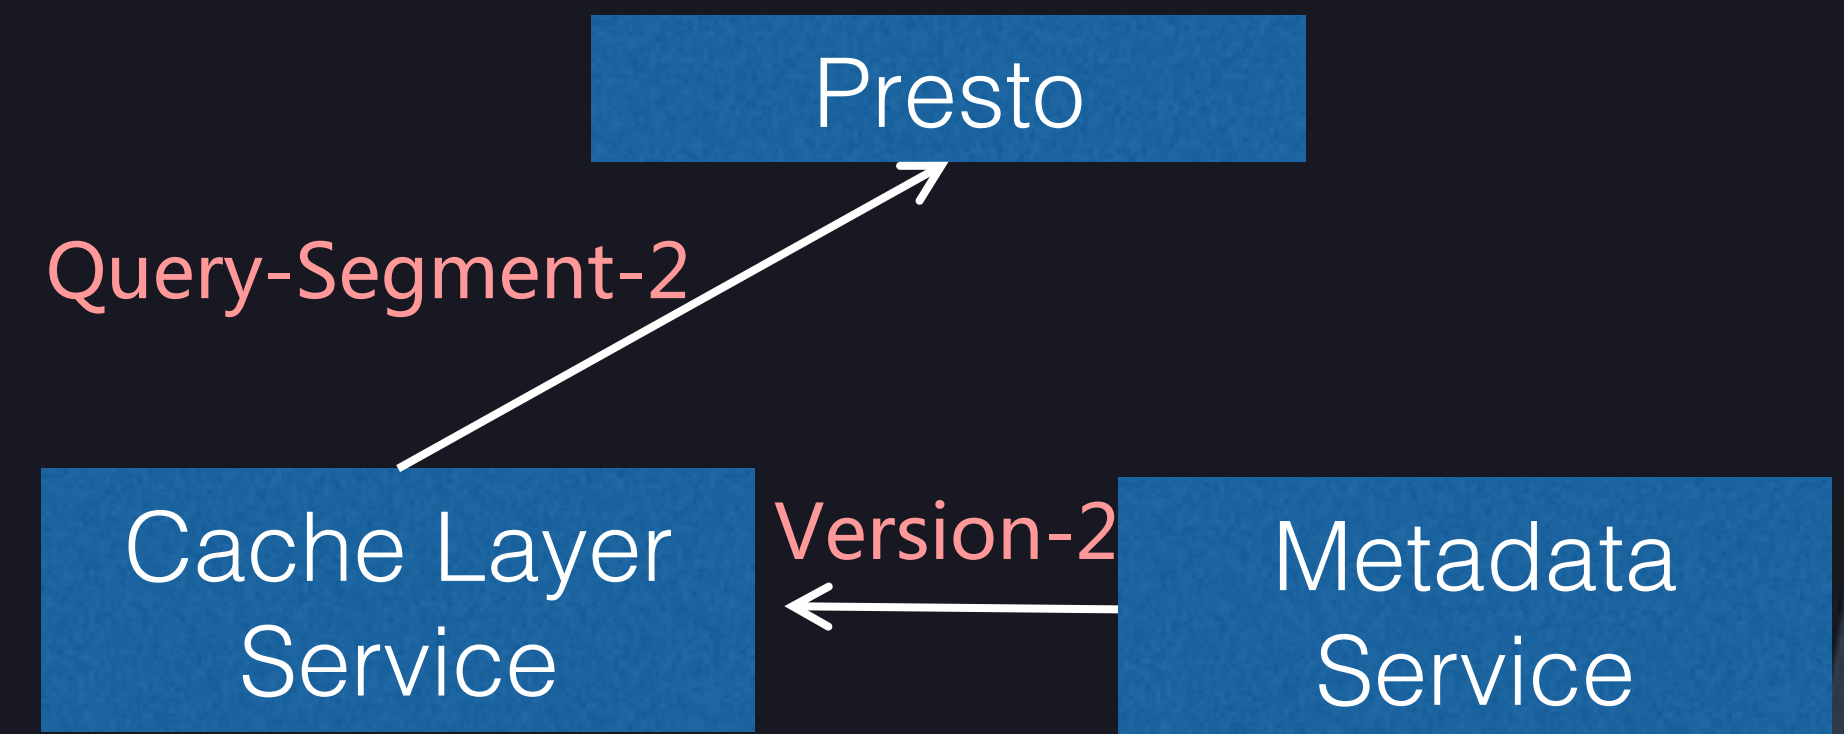 Presto
Query-Segment-2
Cache Layer
Service
Version-2
Metadata
Service